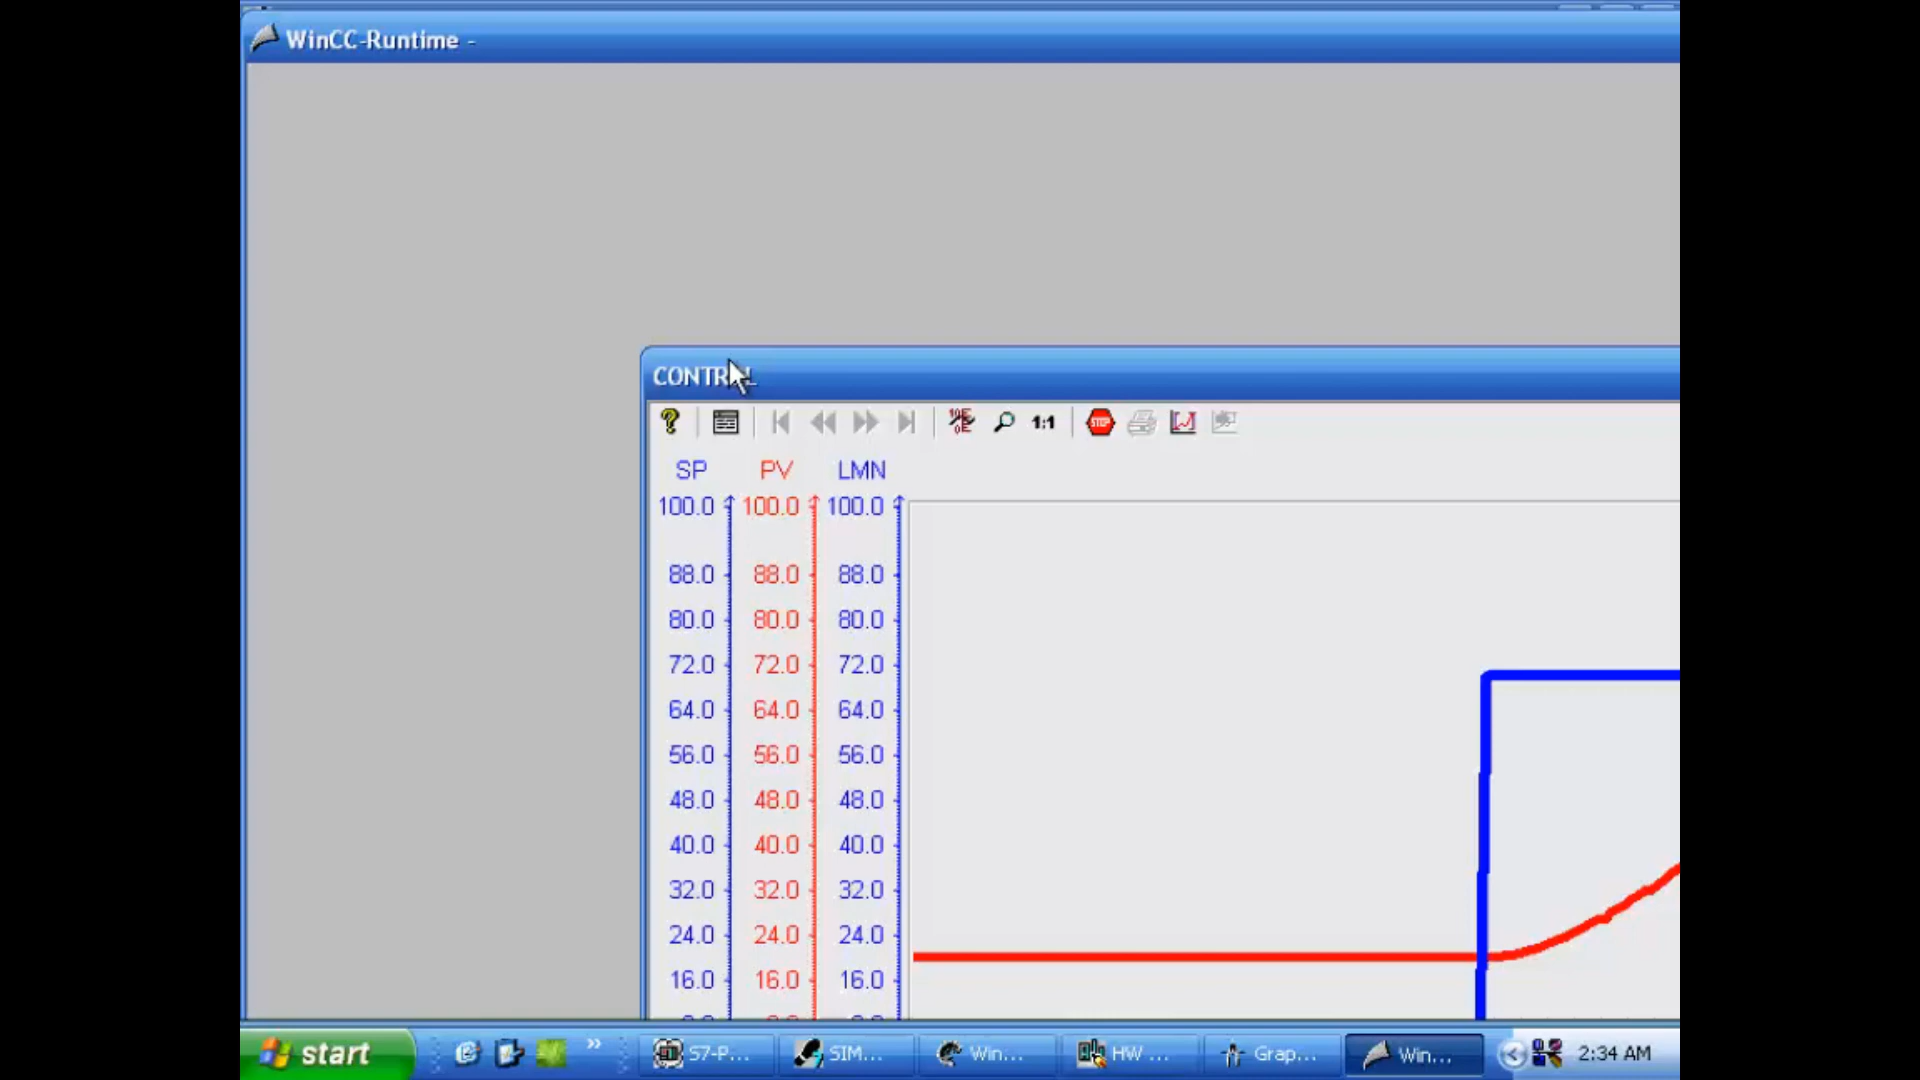 WinCC-Runtime -
CONTR
1:1
STOP
SP PV LMN
100.0 100.0 100.0
88.0 88.0 88.0
80.0 80.0 80.0
72.0 72.0 72.0
64.0 64.0 64.0
56.0 56.0 56.0
48.0 48.0 48.0
40.0 40.0 40.0
32.0 32.0 32.0
24.0 24.0 24.0
16.0 16.0 16.0
start » S7-P... SIM... Win... HW ... Grap... Win... 2:34 AM